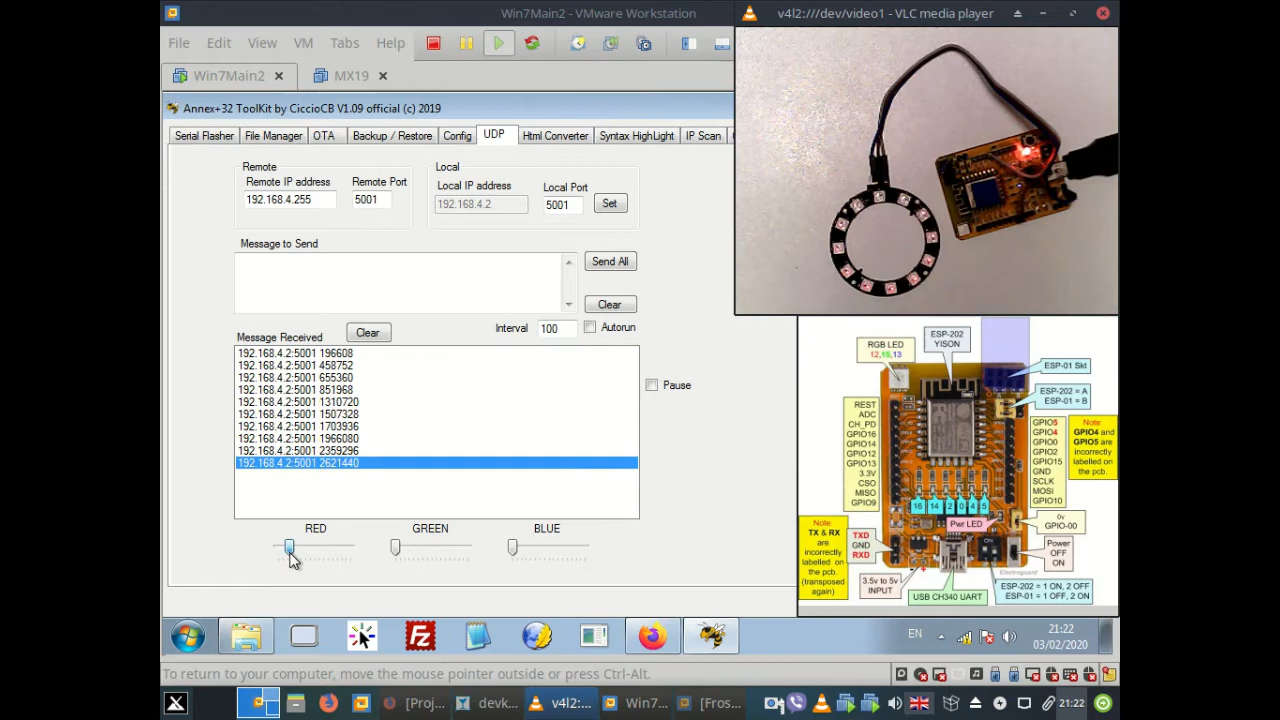 Win7Main2 - VMware Workstation
v4l2:///dev/video1 - VLC media player
File Edit View VM Tabs Help
Win7Main2
MX19
Annex+32 ToolKit by CiccioCB V1.09 official (c) 2019
Serial Flasher File Manager OTA Backup / Restore Config UDP Html Converter Syntax HighLight IP Scan
Remote
Remote IP address Remote Port
192.168.4.255 5001
Local
Local IP address Local Port
192.168.4.2 5001 Set
Message to Send
Send All
Clear
Interval 100 Autorun
Message Received Clear
192.168.4.2:5001 196608
192.168.4.2:5001 458752
192.168.4.2:5001 655360
192.168.4.2:5001 851968
192.168.4.2:5001 1310720
192.168.4.2:5001 1507328
192.168.4.2:5001 1703936
192.168.4.2:5001 1966080
192.168.4.2:5001 2359296
192.168.4.2:5001 2621440
Pause
RED GREEN BLUE
RGB LED
12,15,13
ESP-202
YISON
ESP-01 Skt
ESP-202 = A
ESP-01 = B
REST
ADC
CH_PD
GPIO16
GPIO14
GPIO12
GPIO13
3.3V
CSO
MISO
GPIO9
GPIO5
GPIO4
GPIO0
GPIO2
GPIO15
GND
SCLK
MOSI
GPIO10
Note:
GPIO4 and
GPIO5 are
incorrectly
labelled on
the pcb.
16 14 2 0 4 5
Pwr LED
0v
GPIO-00
Note:
TX & RX
are
incorrectly
labelled on
the pcb.
(transposed
again)
TXD
GND
RXD
ON
Power
OFF
ON
Electroguard
3.5v to 5v
INPUT
- +
USB CH340 UART
ESP-202 = 1 ON, 2 OFF
ESP-01 = 1 OFF, 2 ON
EN
21:22
03/02/2020
To return to your computer, move the mouse pointer outside or press Ctrl-Alt.
[Proj... devk... v4l2:... Win7... [Fros... 21:22